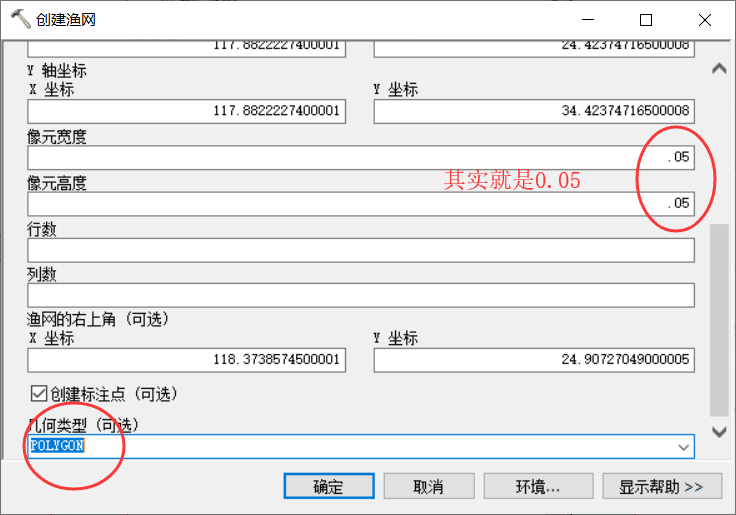 创建渔网
117.8822227400001 24.42374716500008
Y 轴坐标
X 坐标 Y 坐标
117.8822227400001 34.42374716500008
像元宽度
.05
其实就是0.05
像元高度
.05
行数
列数
渔网的右上角 (可选)
X 坐标 Y 坐标
118.3738574500001 24.90727049000005
创建标注点 (可选)
几何类型 (可选)
POLYGON
确定 取消 环境... 显示帮助 >>